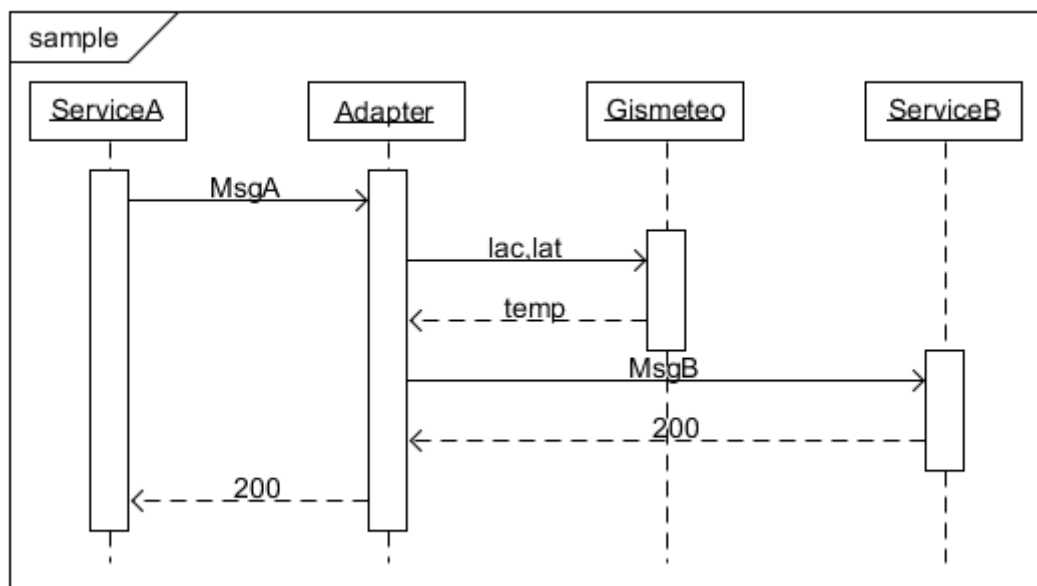 sample
ServiceA
Adapter
Gismeteo
ServiceB
MsgA
lac,lat
temp
MsgB
200
200